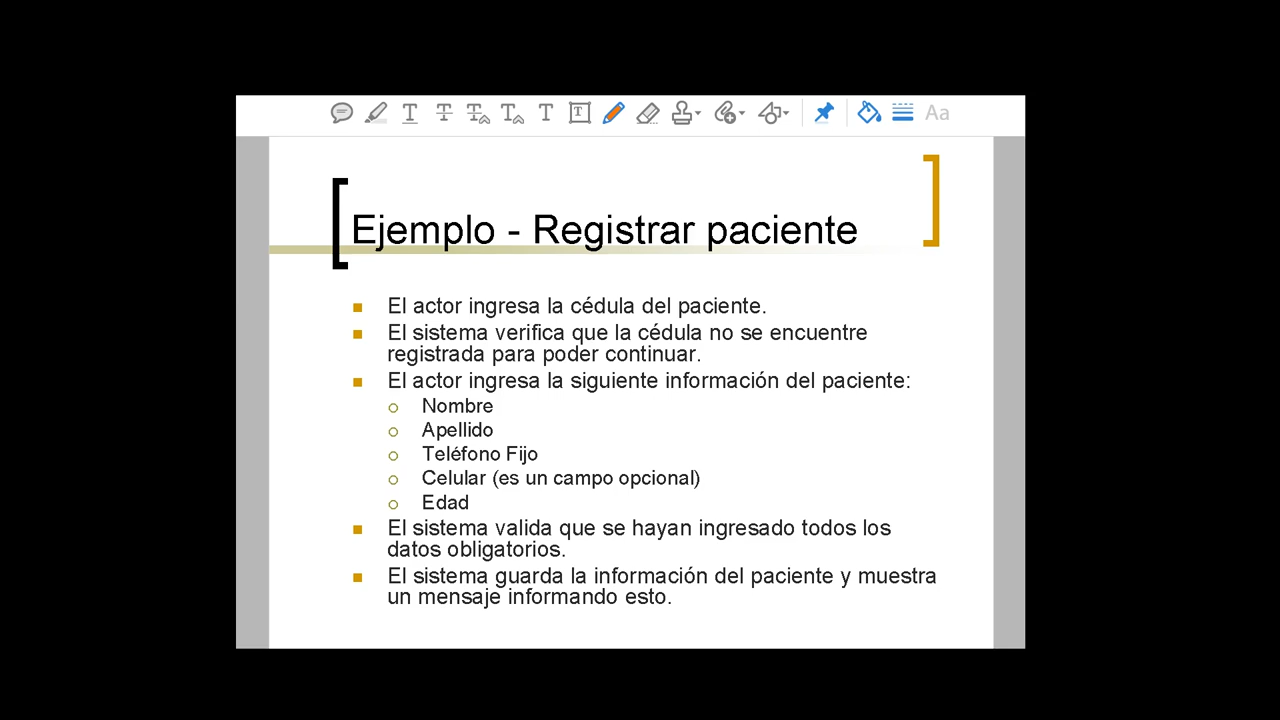 Aa
Ejemplo - Registrar paciente
El actor ingresa la cédula del paciente.
El sistema verifica que la cédula no se encuentre
registrada para poder continuar.
El actor ingresa la siguiente información del paciente:
Nombre
Apellido
Teléfono Fijo
Celular (es un campo opcional)
Edad
El sistema valida que se hayan ingresado todos los
datos obligatorios.
El sistema guarda la información del paciente y muestra
un mensaje informando esto.